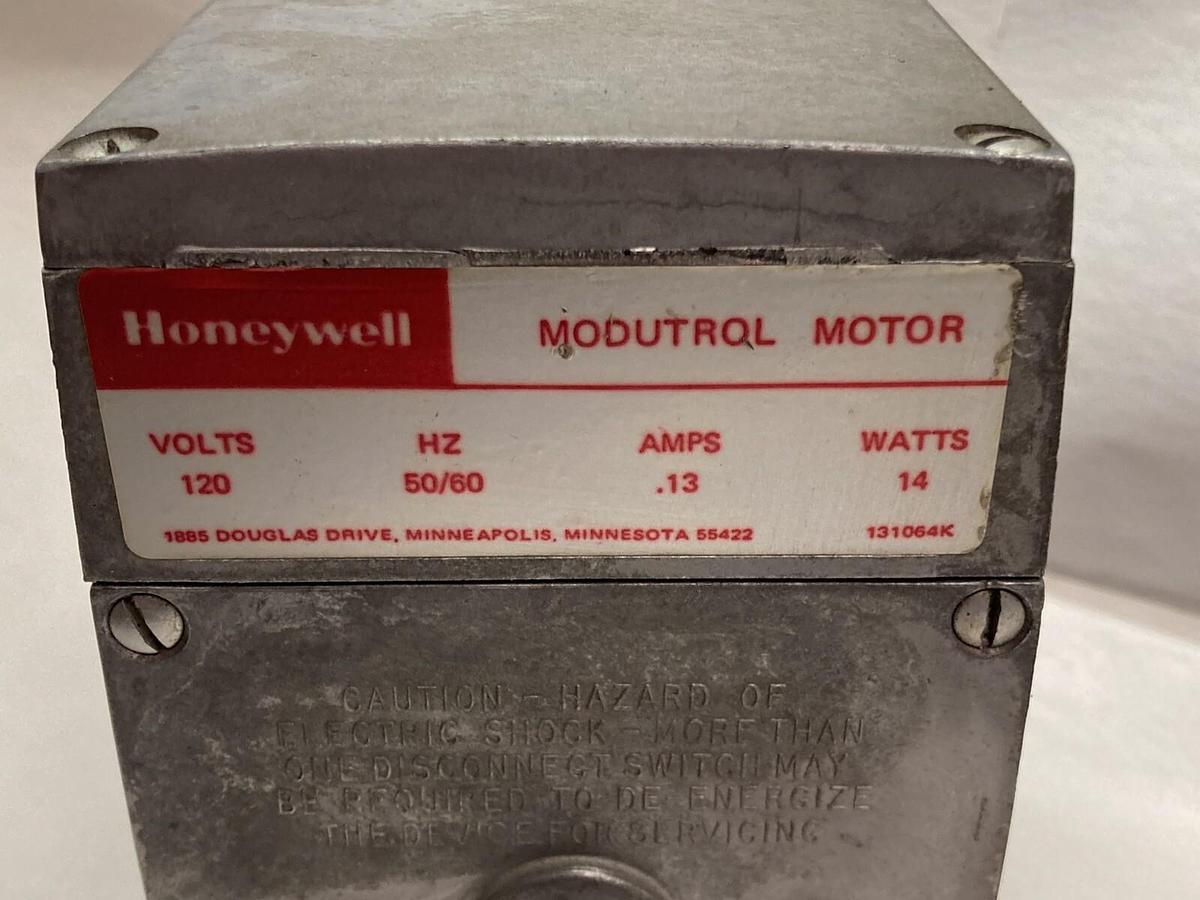 Honeywell MODUTROL MOTOR
VOLTS HZ AMPS WATTS
120 50/60 .13 14
1885 DOUGLAS DRIVE, MINNEAPOLIS, MINNESOTA 55422 131064K
CAUTION - HAZARD OF
ELECTRIC SHOCK - MORE THAN
ONE DISCONNECT SWITCH MAY
BE REQUIRED TO DE ENERGIZE
THE DEVICE FOR SERVICING